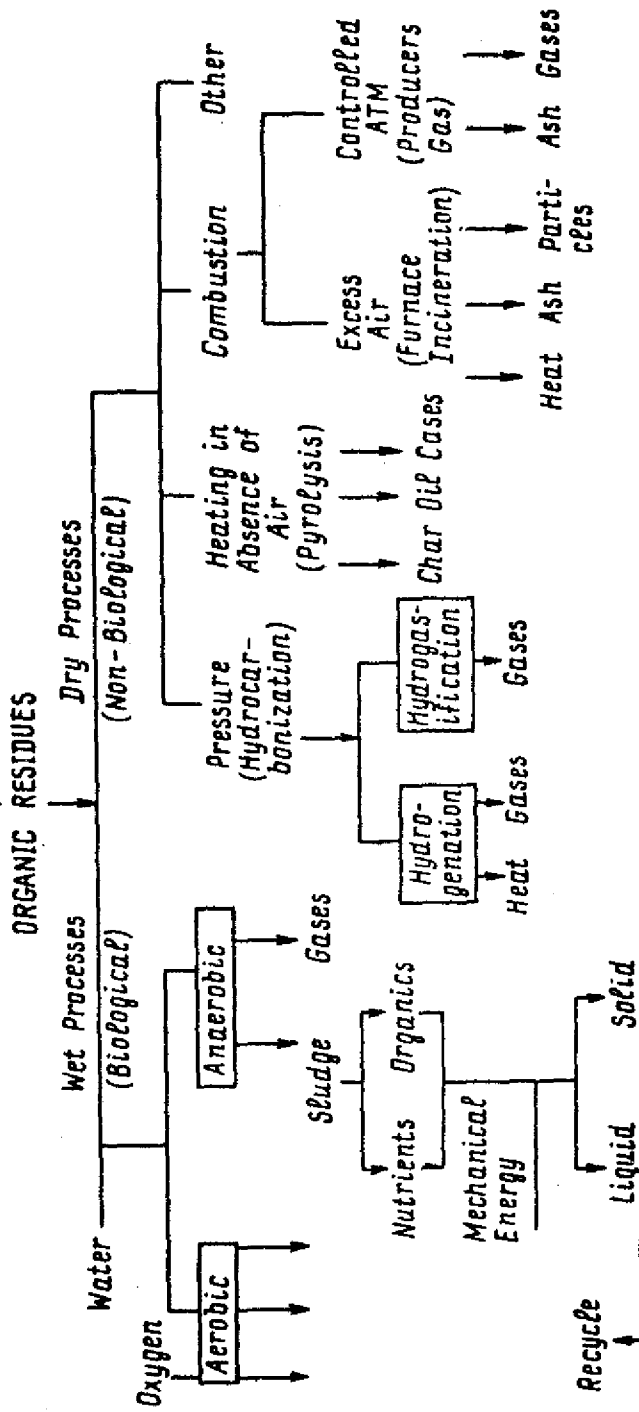 ORGANIC RESIDUES
Wet Processes
(Biological)
Dry Processes
(Non-Biological)
Water
Oxygen
Aerobic
Anaerobic
Sludge
Gases
Nutrients
Organics
Mechanical
Energy
Liquid
Solid
Recycle
Pressure
(Hydrocar-
bonization)
Hydro-
genation
Hydrogas-
ification
Heat
Gases
Gases
Heating in
Absence of
Air
(Pyrolysis)
Char
Oil
Cases
Combustion
Other
Excess
Air
(Furnace
Incineration)
Controlled
ATM
(Producers
Gas)
Heat
Ash
Parti-
cles
Ash
Gases